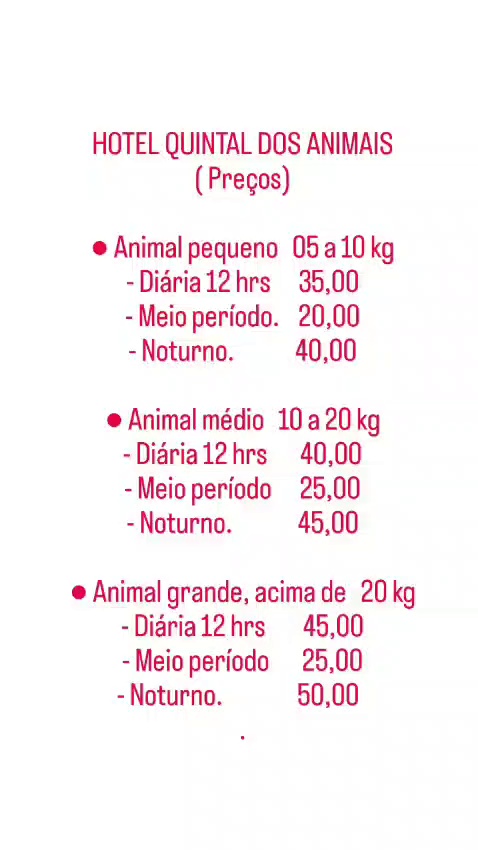 HOTEL QUINTAL DOS ANIMAIS
( Preços)
● Animal pequeno 05 a 10 kg
- Diária 12 hrs 35,00
- Meio período. 20,00
- Noturno. 40,00
● Animal médio 10 a 20 kg
- Diária 12 hrs 40,00
- Meio período 25,00
- Noturno. 45,00
● Animal grande, acima de 20 kg
- Diária 12 hrs 45,00
- Meio período 25,00
- Noturno. 50,00
.